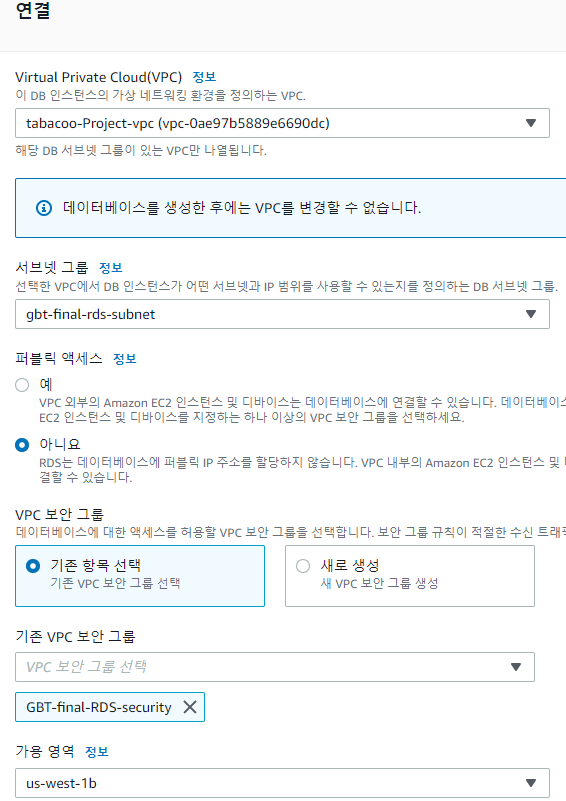 연결
Virtual Private Cloud(VPC) 정보
이 DB 인스턴스의 가상 네트워킹 환경을 정의하는 VPC.
tabacoo-Project-vpc (vpc-0ae97b5889e6690dc)
해당 DB 서브넷 그룹이 있는 VPC만 나열됩니다.
데이터베이스를 생성한 후에는 VPC를 변경할 수 없습니다.
서브넷 그룹 정보
선택한 VPC에서 DB 인스턴스가 어떤 서브넷과 IP 범위를 사용할 수 있는지를 정의하는 DB 서브넷 그룹.
gbt-final-rds-subnet
퍼블릭 액세스 정보
예
VPC 외부의 Amazon EC2 인스턴스 및 디바이스는 데이터베이스에 연결할 수 있습니다. 데이터베이스
EC2 인스턴스 및 디바이스를 지정하는 하나 이상의 VPC 보안 그룹을 선택하세요.
아니요
RDS는 데이터베이스에 퍼블릭 IP 주소를 할당하지 않습니다. VPC 내부의 Amazon EC2 인스턴스 및
결할 수 있습니다.
VPC 보안 그룹
데이터베이스에 대한 액세스를 허용할 VPC 보안 그룹을 선택합니다. 보안 그룹 규칙이 적절한 수신 트래픽
기존 항목 선택
기존 VPC 보안 그룹 선택
새로 생성
새 VPC 보안 그룹 생성
기존 VPC 보안 그룹
VPC 보안 그룹 선택
GBT-final-RDS-security
가용 영역 정보
us-west-1b